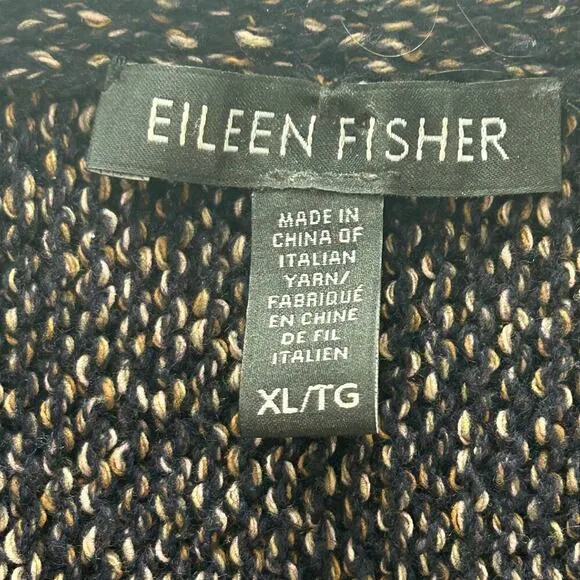 EILEEN FISHER
MADE IN
CHINA OF
ITALIAN
YARN/
FABRIQUÉ
EN CHINE
DE FIL
ITALIEN
XL/TG